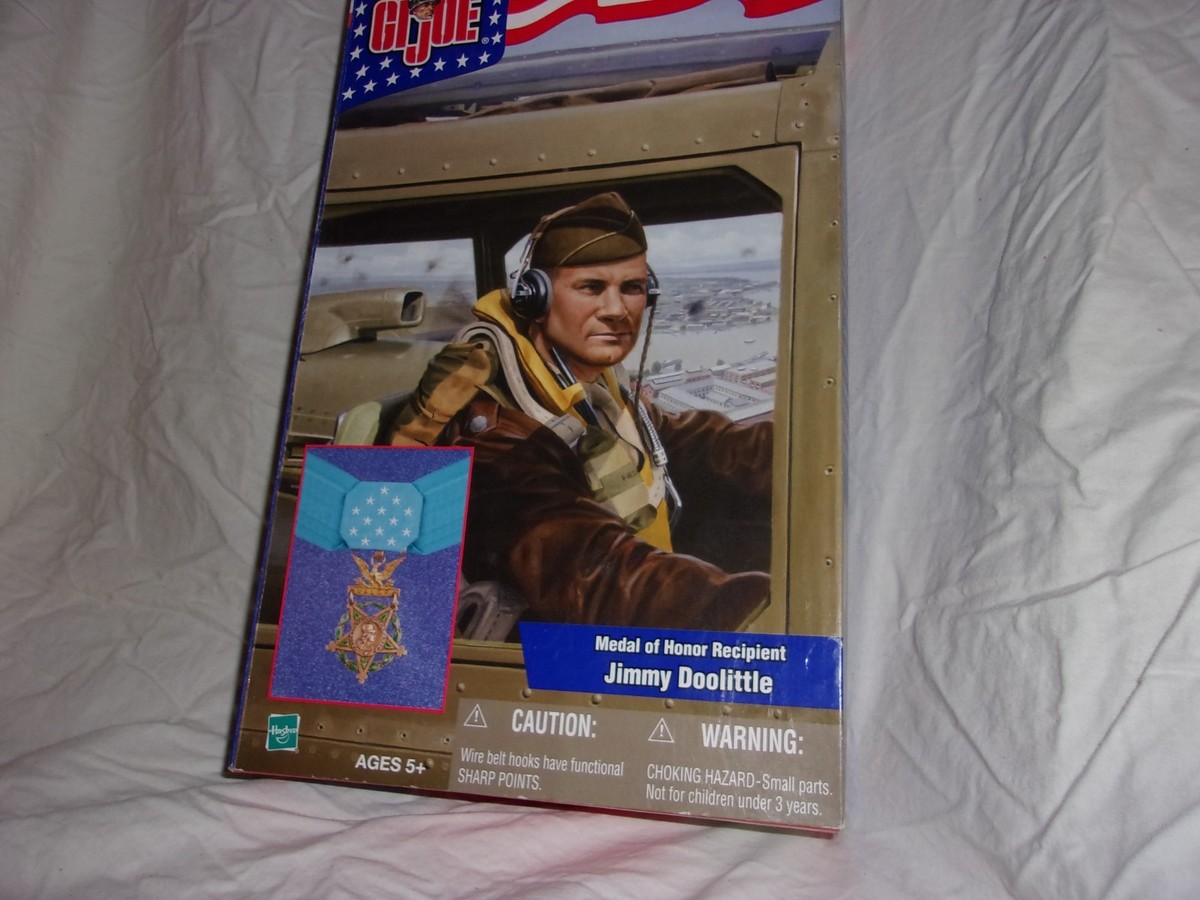 GI JOE ®
Medal of Honor Recipient
Jimmy Doolittle
Hasbro
AGES 5+
CAUTION:
Wire belt hooks have functional
SHARP POINTS.
WARNING:
CHOKING HAZARD-Small parts.
Not for children under 3 years.